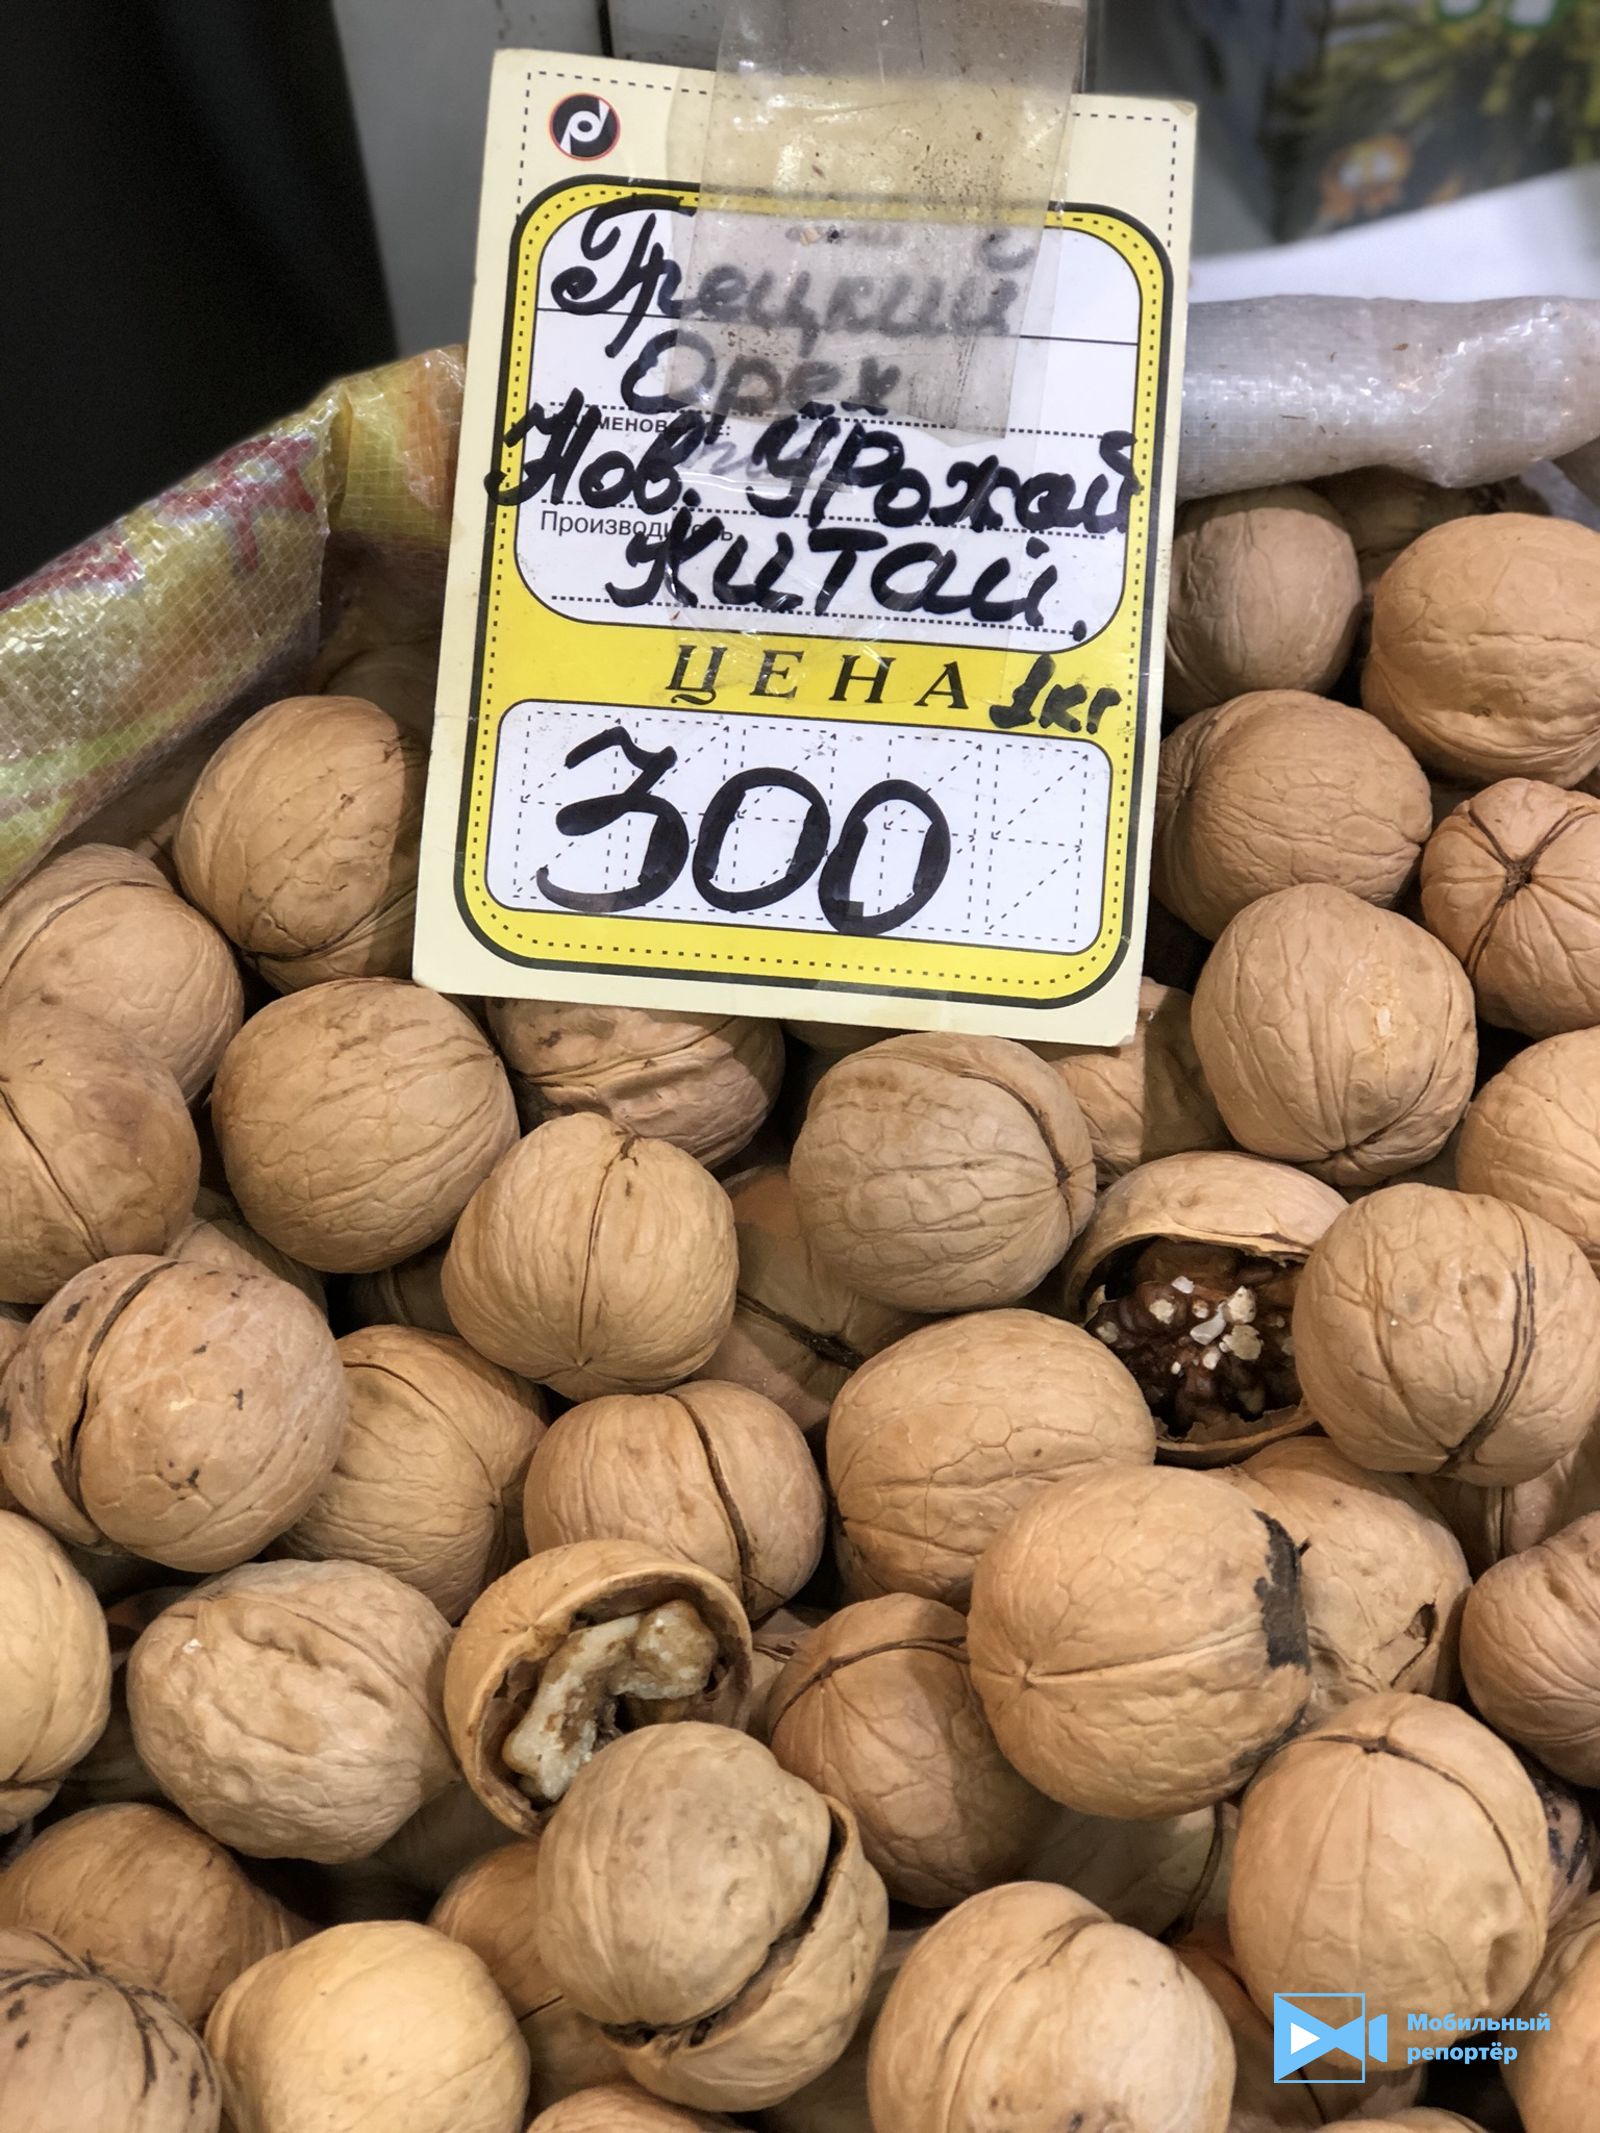 Грецкий
Орех
Нов. Урожай
Производитель
Китай.
ЦЕНА 1кг
300
Мобильный
репортёр